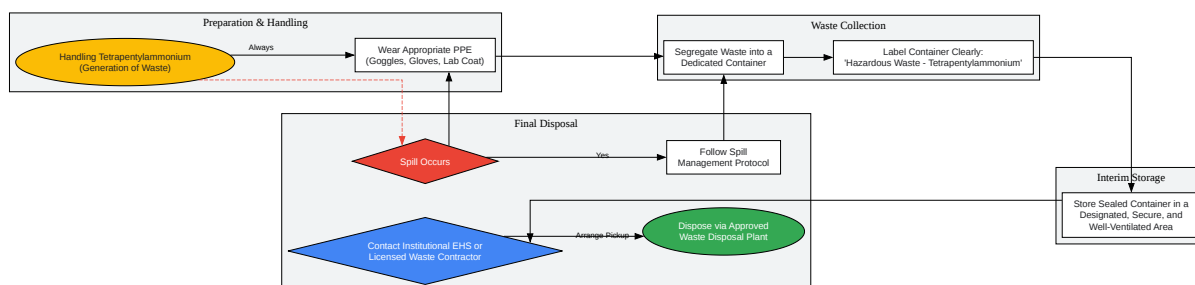 Preparation & Handling
Handling Tetrapentylammonium
(Generation of Waste)
Always
Wear Appropriate PPE
(Goggles, Gloves, Lab Coat)
Waste Collection
Segregate Waste into a
Dedicated Container
Label Container Clearly:
'Hazardous Waste - Tetrapentylammonium'
Final Disposal
Spill Occurs
Yes
Follow Spill
Management Protocol
Interim Storage
Store Sealed Container in a
Designated, Secure, and
Well-Ventilated Area
Contact Institutional EHS or
Licensed Waste Contractor
Arrange Pickup
Dispose via Approved
Waste Disposal Plant